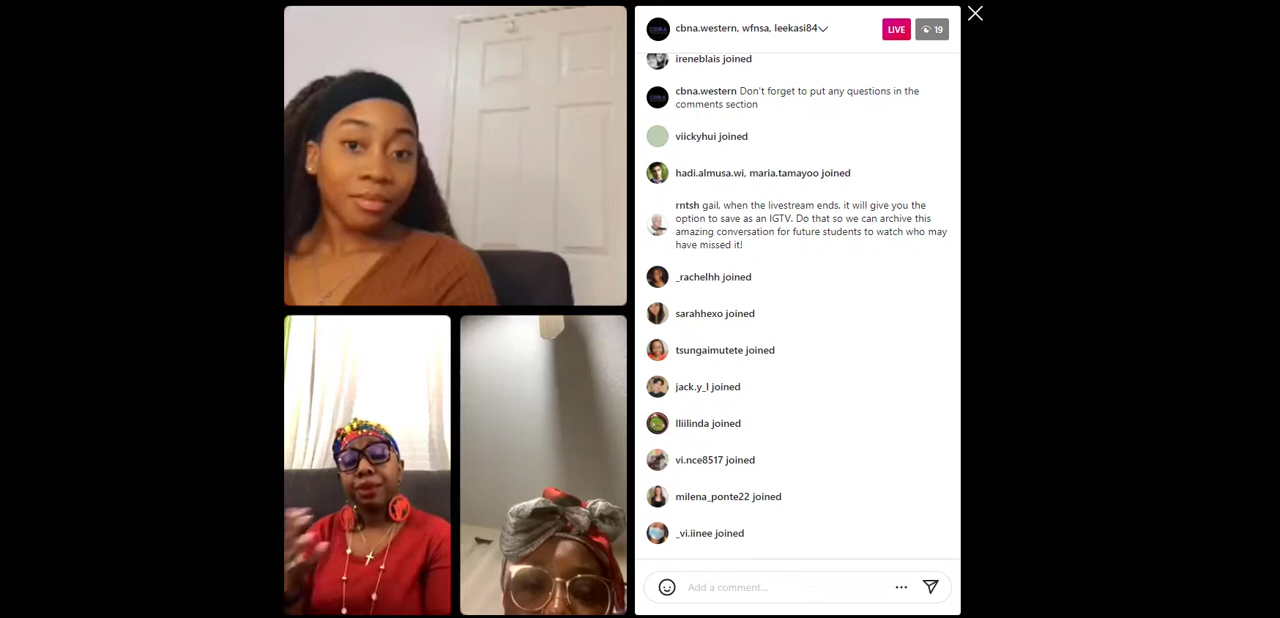 cbna.western, wfnsa, leekasi84
LIVE
19
ireneblais joined
cbna.western Don't forget to put any questions in the
comments section
viickyhui joined
hadi.almusa.wi, maria.tamayoo joined
rntsh gail, when the livestream ends, it will give you the
option to save as an IGTV. Do that so we can archive this
amazing conversation for future students to watch who may
have missed it!
_rachelhh joined
sarahhexo joined
tsungaimutete joined
jack.y_l joined
lliilinda joined
vi.nce8517 joined
milena_ponte22 joined
_vi.iinee joined
Add a comment...